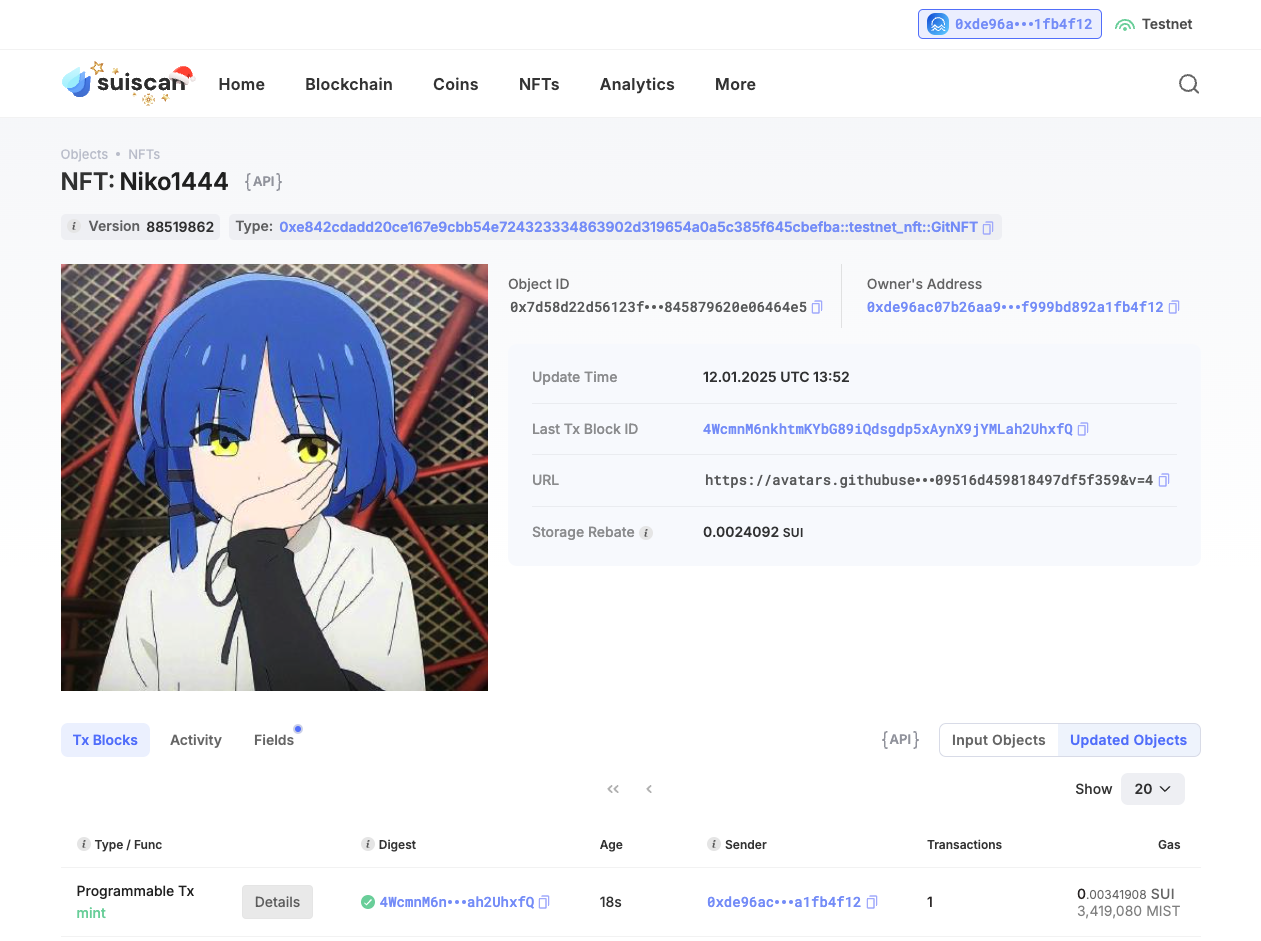 0xde96a•••1fb4f12 Testnet
suiscan Home Blockchain Coins NFTs Analytics More
Objects • NFTs
NFT: Niko1444 {API}
i Version 88519862 Type: 0xe842cdadd20ce167e9cbb54e724323334863902d319654a0a5c385f645cbefba::testnet_nft::GitNFT
Object ID
0x7d58d22d56123f•••845879620e06464e5
Owner's Address
0xde96ac07b26aa9•••f999bd892a1fb4f12
Update Time 12.01.2025 UTC 13:52
Last Tx Block ID 4WcmnM6nkhtmKYbG89iQdsgdp5xAynX9jYMLah2UhxfQ
URL https://avatars.githubuse•••09516d459818497df5f359&v=4
Storage Rebate i 0.0024092 SUI
Tx Blocks Activity Fields {API} Input Objects Updated Objects
« ‹ Show 20
i Type / Func i Digest Age i Sender Transactions Gas
Programmable Tx
mint
Details 4WcmnM6n•••ah2UhxfQ 18s 0xde96ac•••a1fb4f12 1
0.00341908 SUI
3,419,080 MIST